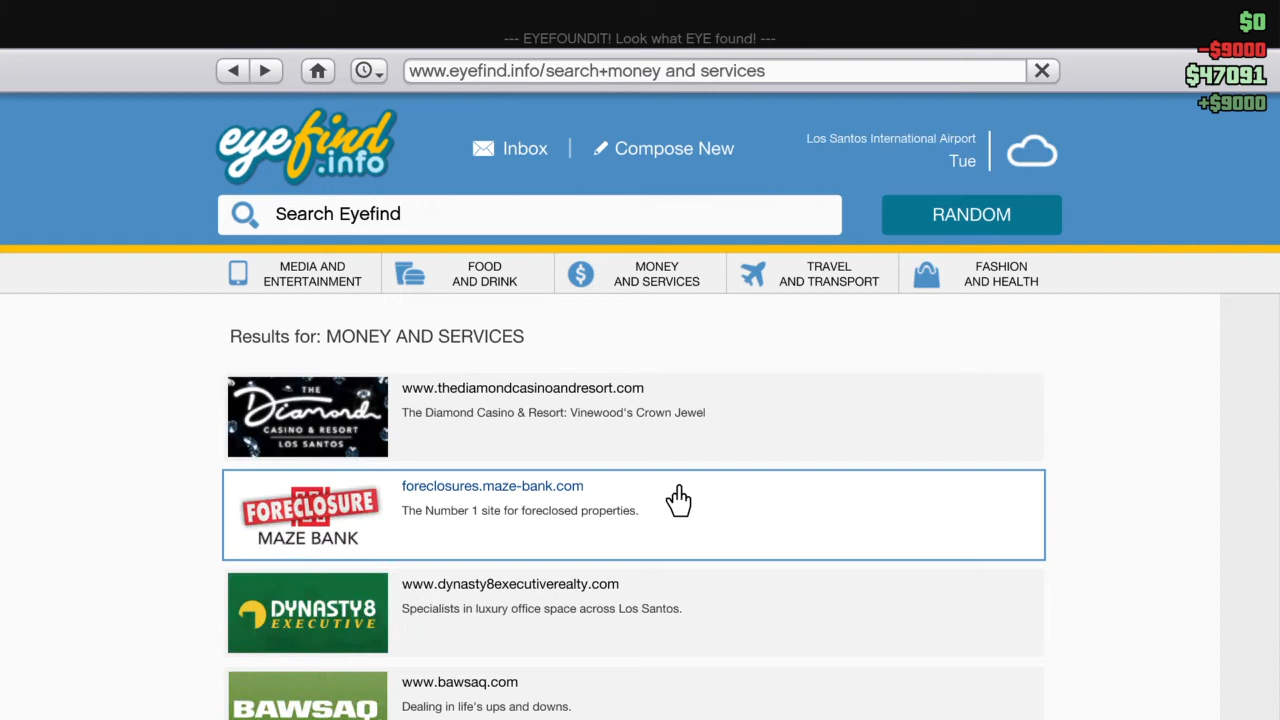 --- EYEFOUNDIT! Look what EYE found! ---
$0
-$9000
$47091
+$9000
www.eyefind.info/search+money and services
eyefind
.info
Inbox
Compose New
Los Santos International Airport
Tue
Search Eyefind
RANDOM
MEDIA AND
ENTERTAINMENT
FOOD
AND DRINK
MONEY
AND SERVICES
TRAVEL
AND TRANSPORT
FASHION
AND HEALTH
Results for: MONEY AND SERVICES
THE
Diamond
CASINO & RESORT
LOS SANTOS
www.thediamondcasinoandresort.com
The Diamond Casino & Resort: Vinewood's Crown Jewel
FORECLOSURE
MAZE BANK
foreclosures.maze-bank.com
The Number 1 site for foreclosed properties.
DYNASTY8
EXECUTIVE
www.dynasty8executiverealty.com
Specialists in luxury office space across Los Santos.
BAWSAQ
www.bawsaq.com
Dealing in life's ups and downs.